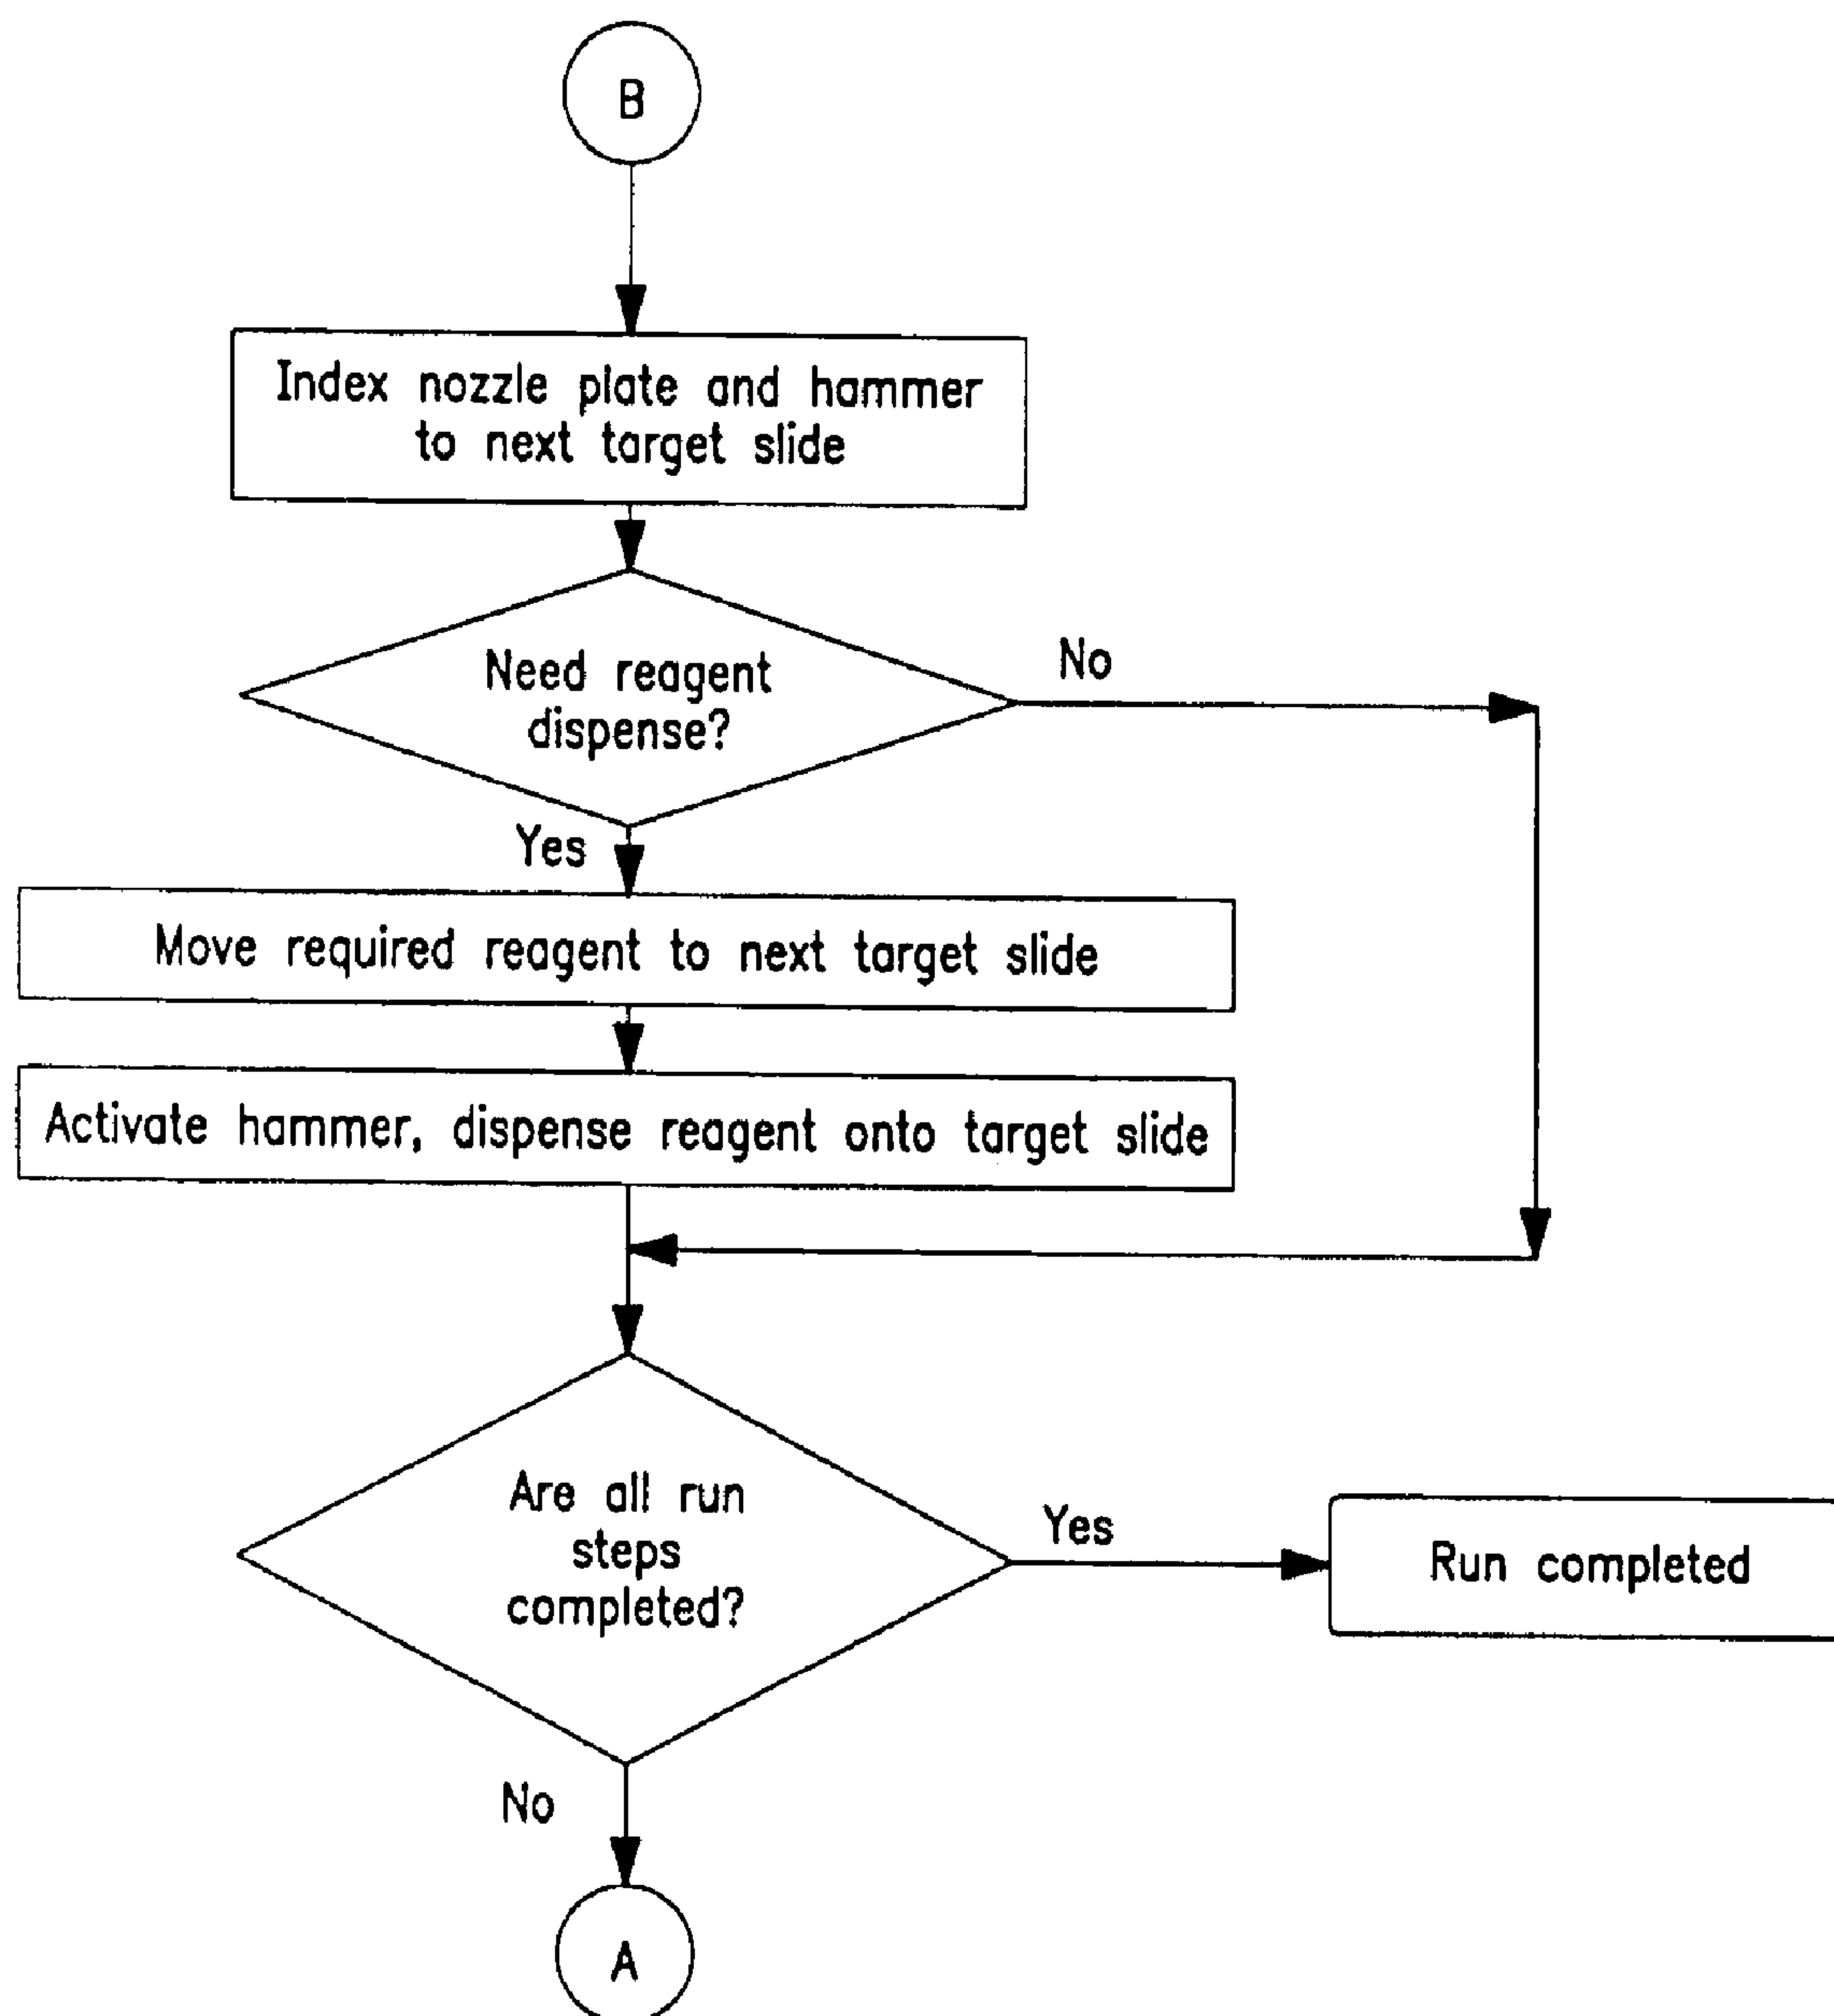 B
Index nozzle plate and hammer
to next target slide
Need reagent
dispense?
No
Yes
Move required reagent to next target slide
Activate hammer, dispense reagent onto target slide
Are all run
steps
completed?
Yes
Run completed
No
A